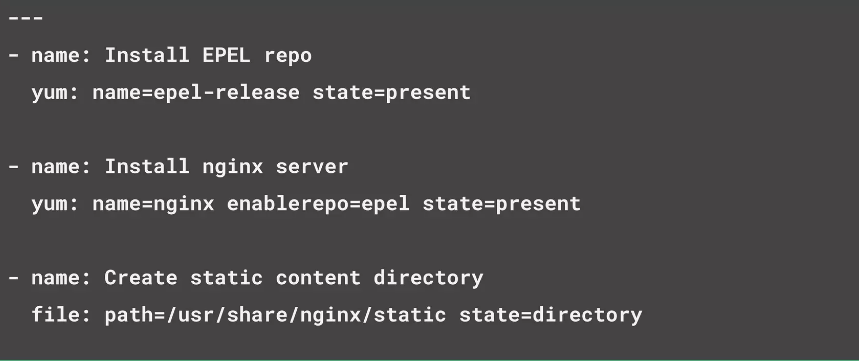 ---
- name: Install EPEL repo
  yum: name=epel-release state=present

- name: Install nginx server
  yum: name=nginx enablerepo=epel state=present

- name: Create static content directory
  file: path=/usr/share/nginx/static state=directory